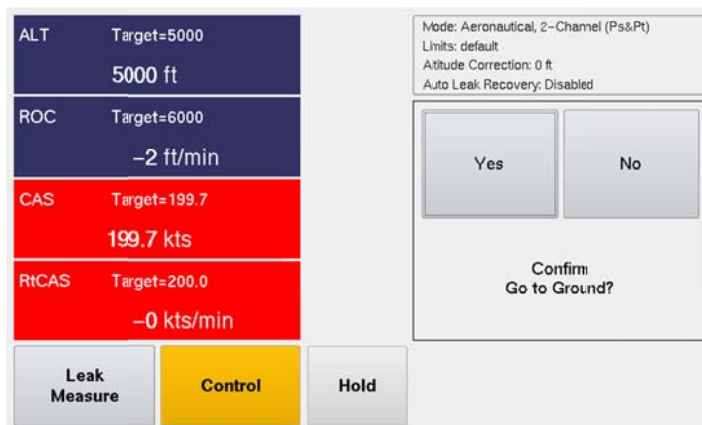 ALT Target=5000
5000 ft
ROC Target=6000
−2 ft/min
CAS Target=199.7
199.7 kts
RtCAS Target=200.0
−0 kts/min
Leak
Measure
Control
Hold
Mode: Aeronautical, 2−Channel (Ps&Pt)
Limits: default
Atitude Correction: 0 ft
Auto Leak Recovery: Disabled
Yes
No
Confirm
Go to Ground?